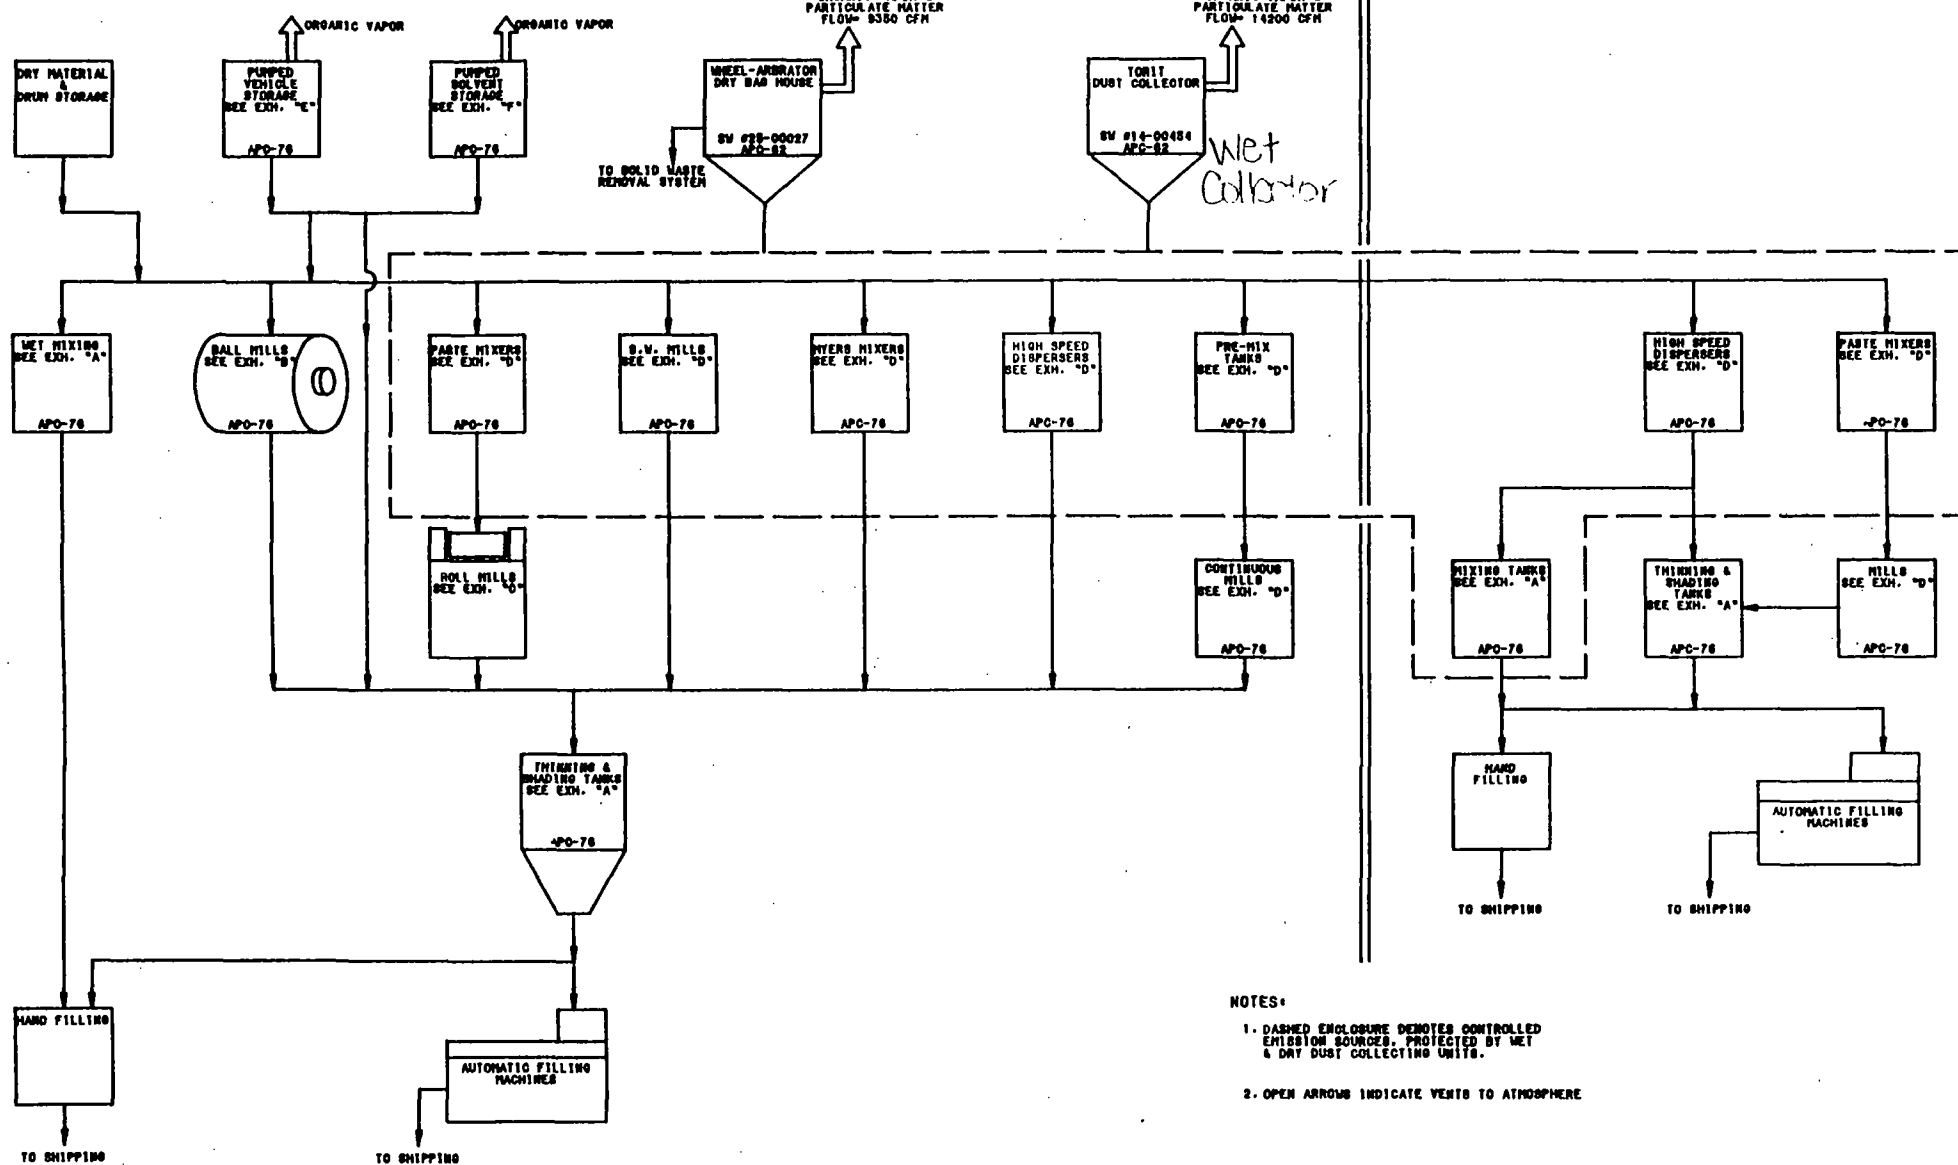 PARTICULATE MATTER
FLOW= 9350 CFM
PARTICULATE MATTER
FLOW= 14200 CFM
ORGANIC VAPOR
ORGANIC VAPOR
DRY MATERIAL
&
DRUM STORAGE
PUMPED
VEHICLE
STORAGE
SEE EXH. "E"
APC-76
PUMPED
SOLVENT
STORAGE
SEE EXH. "F"
APC-76
WHEEL-ARBRATOR
DRY BAG HOUSE
SW #25-00027
APC-82
TO SOLID WASTE
REMOVAL SYSTEM
TORIT
DUST COLLECTOR
SW #14-00484
APC-82
Wet
Collector
WET MIXING
SEE EXH. "A"
APC-76
BALL MILLS
SEE EXH. "B"
APC-76
PASTE MIXERS
SEE EXH. "D"
APC-76
S.W. MILLS
SEE EXH. "D"
APC-76
MYERS MIXERS
SEE EXH. "D"
APC-76
HIGH SPEED
DISPERSERS
SEE EXH. "D"
APC-76
PRE-MIX
TANKS
SEE EXH. "D"
APC-76
HIGH SPEED
DISPERSERS
SEE EXH. "D"
APC-76
PASTE MIXERS
SEE EXH. "D"
APC-76
ROLL MILLS
SEE EXH. "C"
CONTINUOUS
MILLS
SEE EXH. "D"
APC-76
MIXING TANKS
SEE EXH. "A"
APC-76
THINNING &
SHADING
TANKS
SEE EXH. "A"
APC-76
MILLS
SEE EXH. "D"
APC-76
THINNING &
SHADING TANKS
SEE EXH. "A"
APC-76
HAND
FILLING
AUTOMATIC FILLING
MACHINES
TO SHIPPING
TO SHIPPING
HAND FILLING
AUTOMATIC FILLING
MACHINES
TO SHIPPING
TO SHIPPING
NOTES:
1. DASHED ENCLOSURE DENOTES CONTROLLED
EMISSION SOURCES. PROTECTED BY WET
& DRY DUST COLLECTING UNITS.
2. OPEN ARROWS INDICATE VENTS TO ATMOSPHERE